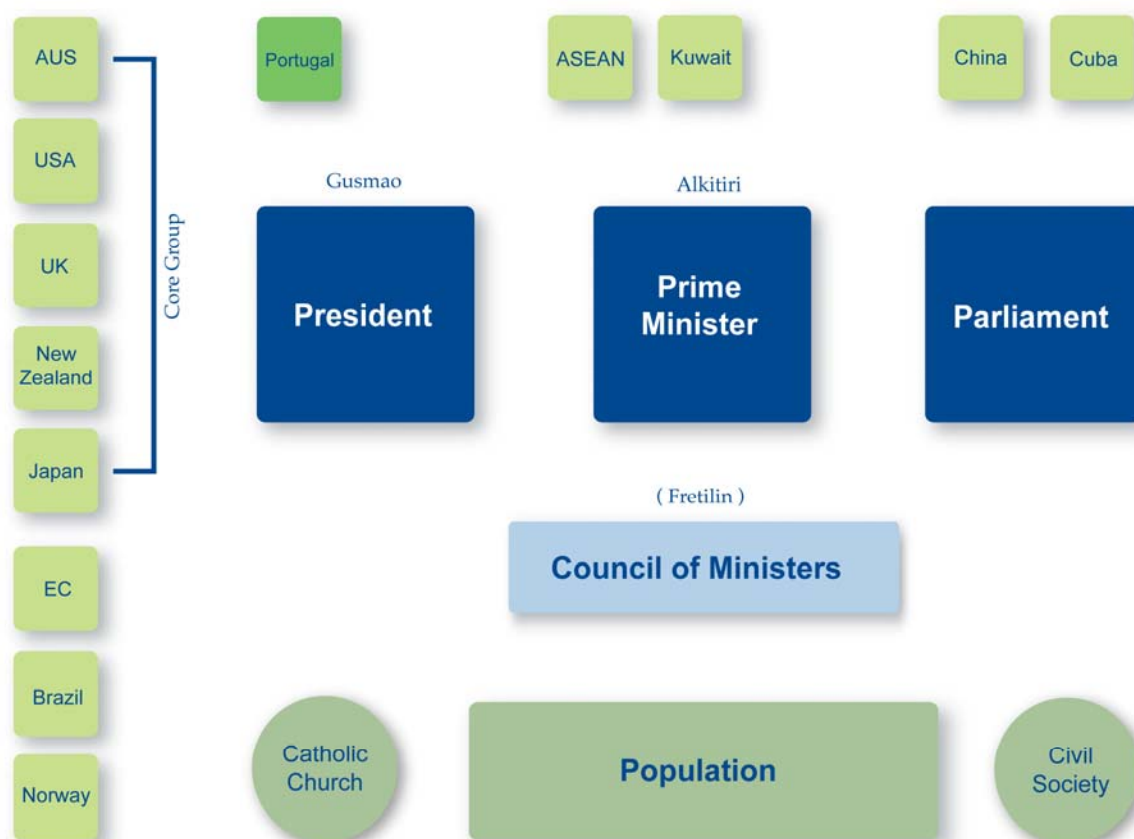 AUS
Portugal
ASEAN
Kuwait
China
Cuba
USA
Gusmao
Alkitiri
UK
Core Group
President
Prime
Minister
Parliament
New
Zealand
Japan
( Fretilin )
Council of Ministers
EC
Brazil
Catholic
Church
Population
Civil
Society
Norway